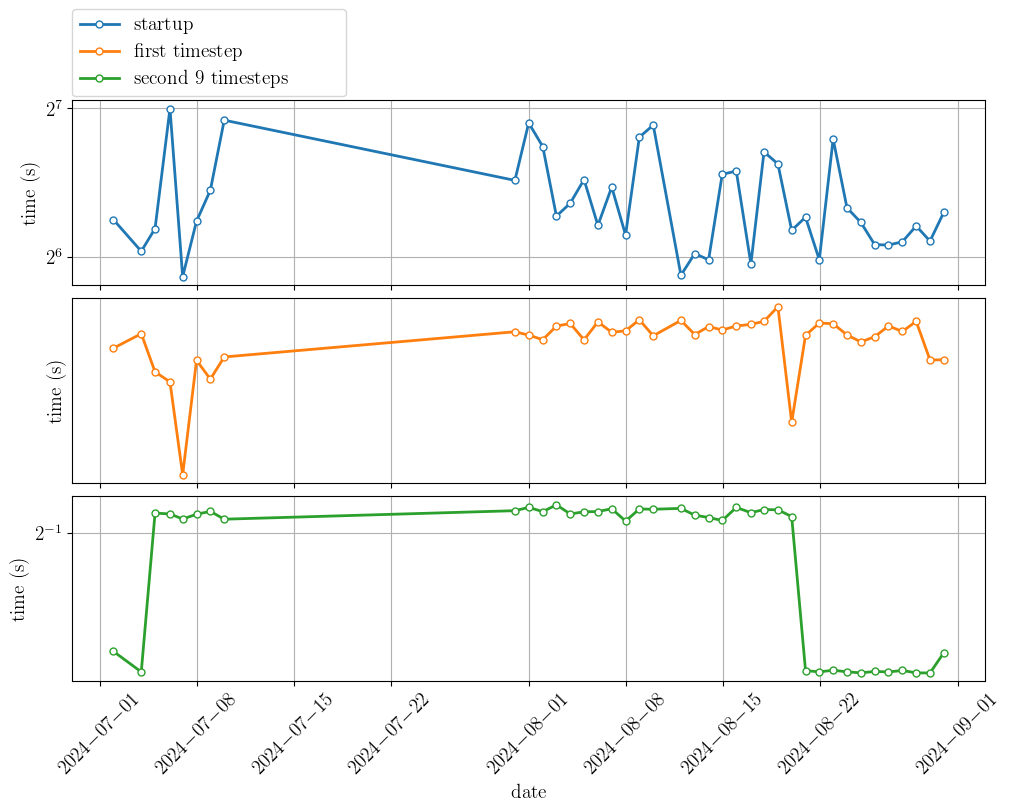 startup
first timestep
second 9 timesteps
2^7
time (s)
2^6
time (s)
2^{-1}
time (s)
2024−07−01
2024−07−08
2024−07−15
2024−07−22
2024−08−01
2024−08−08
2024−08−15
2024−08−22
2024−09−01
date